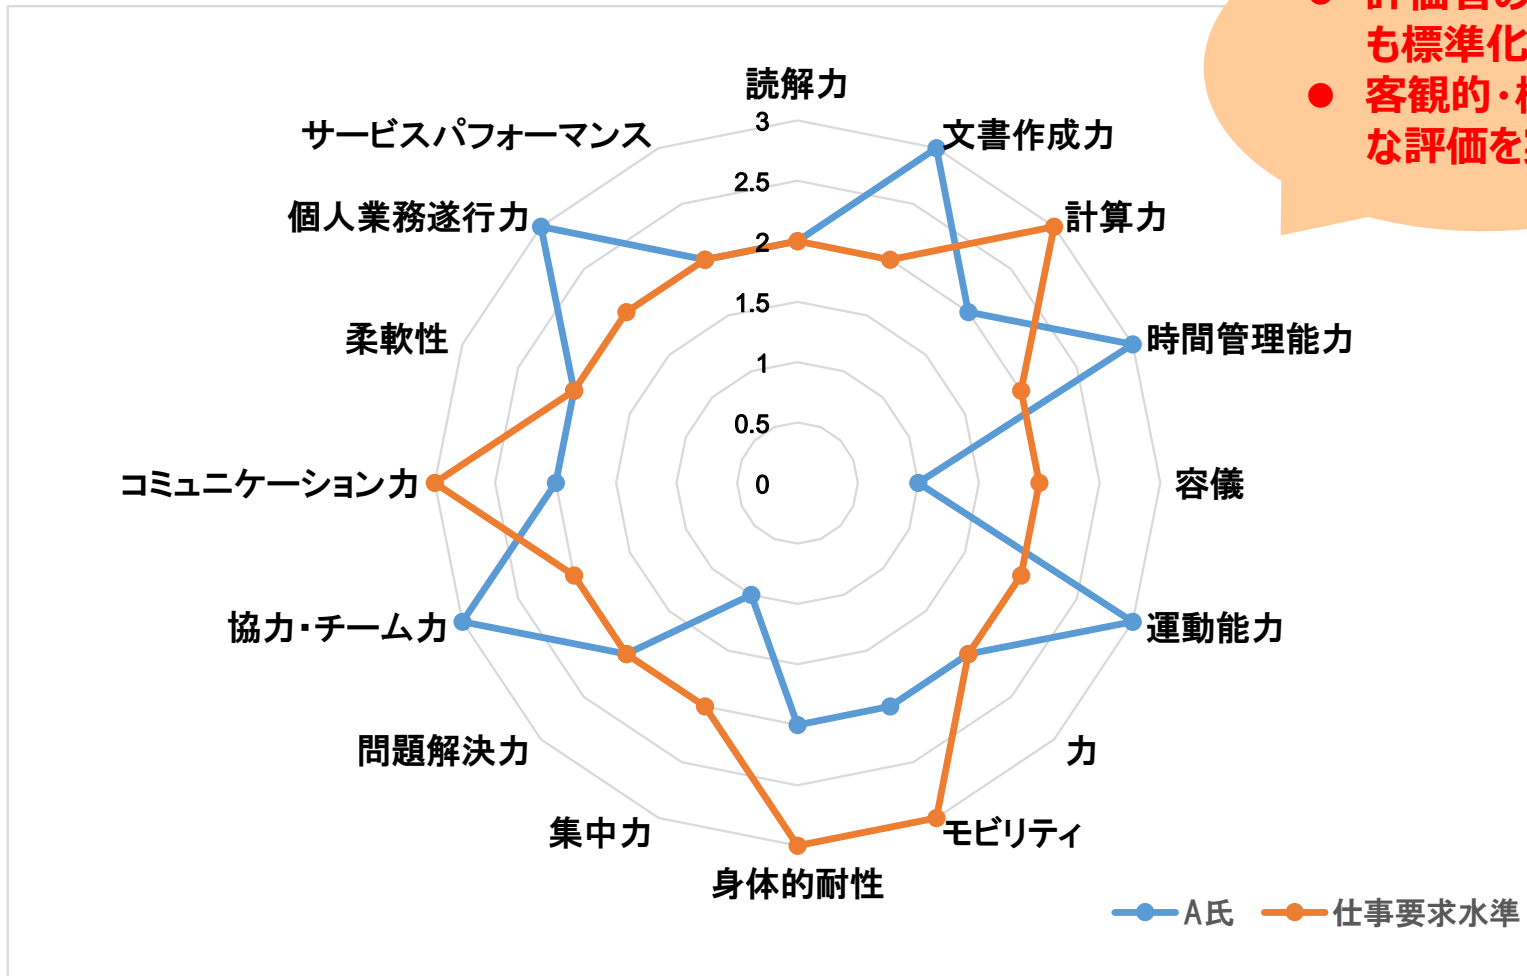 評価者の
も標準化
● 客観的・
な評価を
読解力
文書作成力
計算力
時間管理能力
容儀
運動能力
力
モビリティ
身体的耐性
集中力
問題解決力
協力・チーム力
コミュニケーション力
柔軟性
個人業務遂行力
サービスパフォーマンス
3
2.5
2
1.5
1
0.5
0
A氏
仕事要求水準